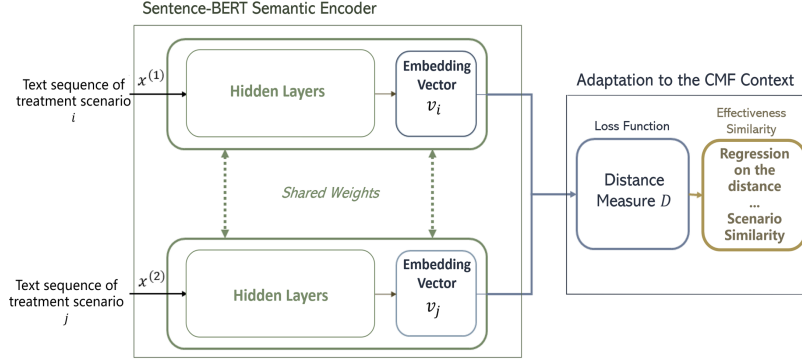 Sentence-BERT Semantic Encoder
Text sequence of
treatment scenario
i
x^(1)
Hidden Layers
Embedding
Vector
v_i
Shared Weights
Text sequence of
treatment scenario
j
x^(2)
Hidden Layers
Embedding
Vector
v_j
Adaptation to the CMF Context
Loss Function
Distance
Measure D
Effectiveness
Similarity
Regression
on the
distance
...
Scenario
Similarity